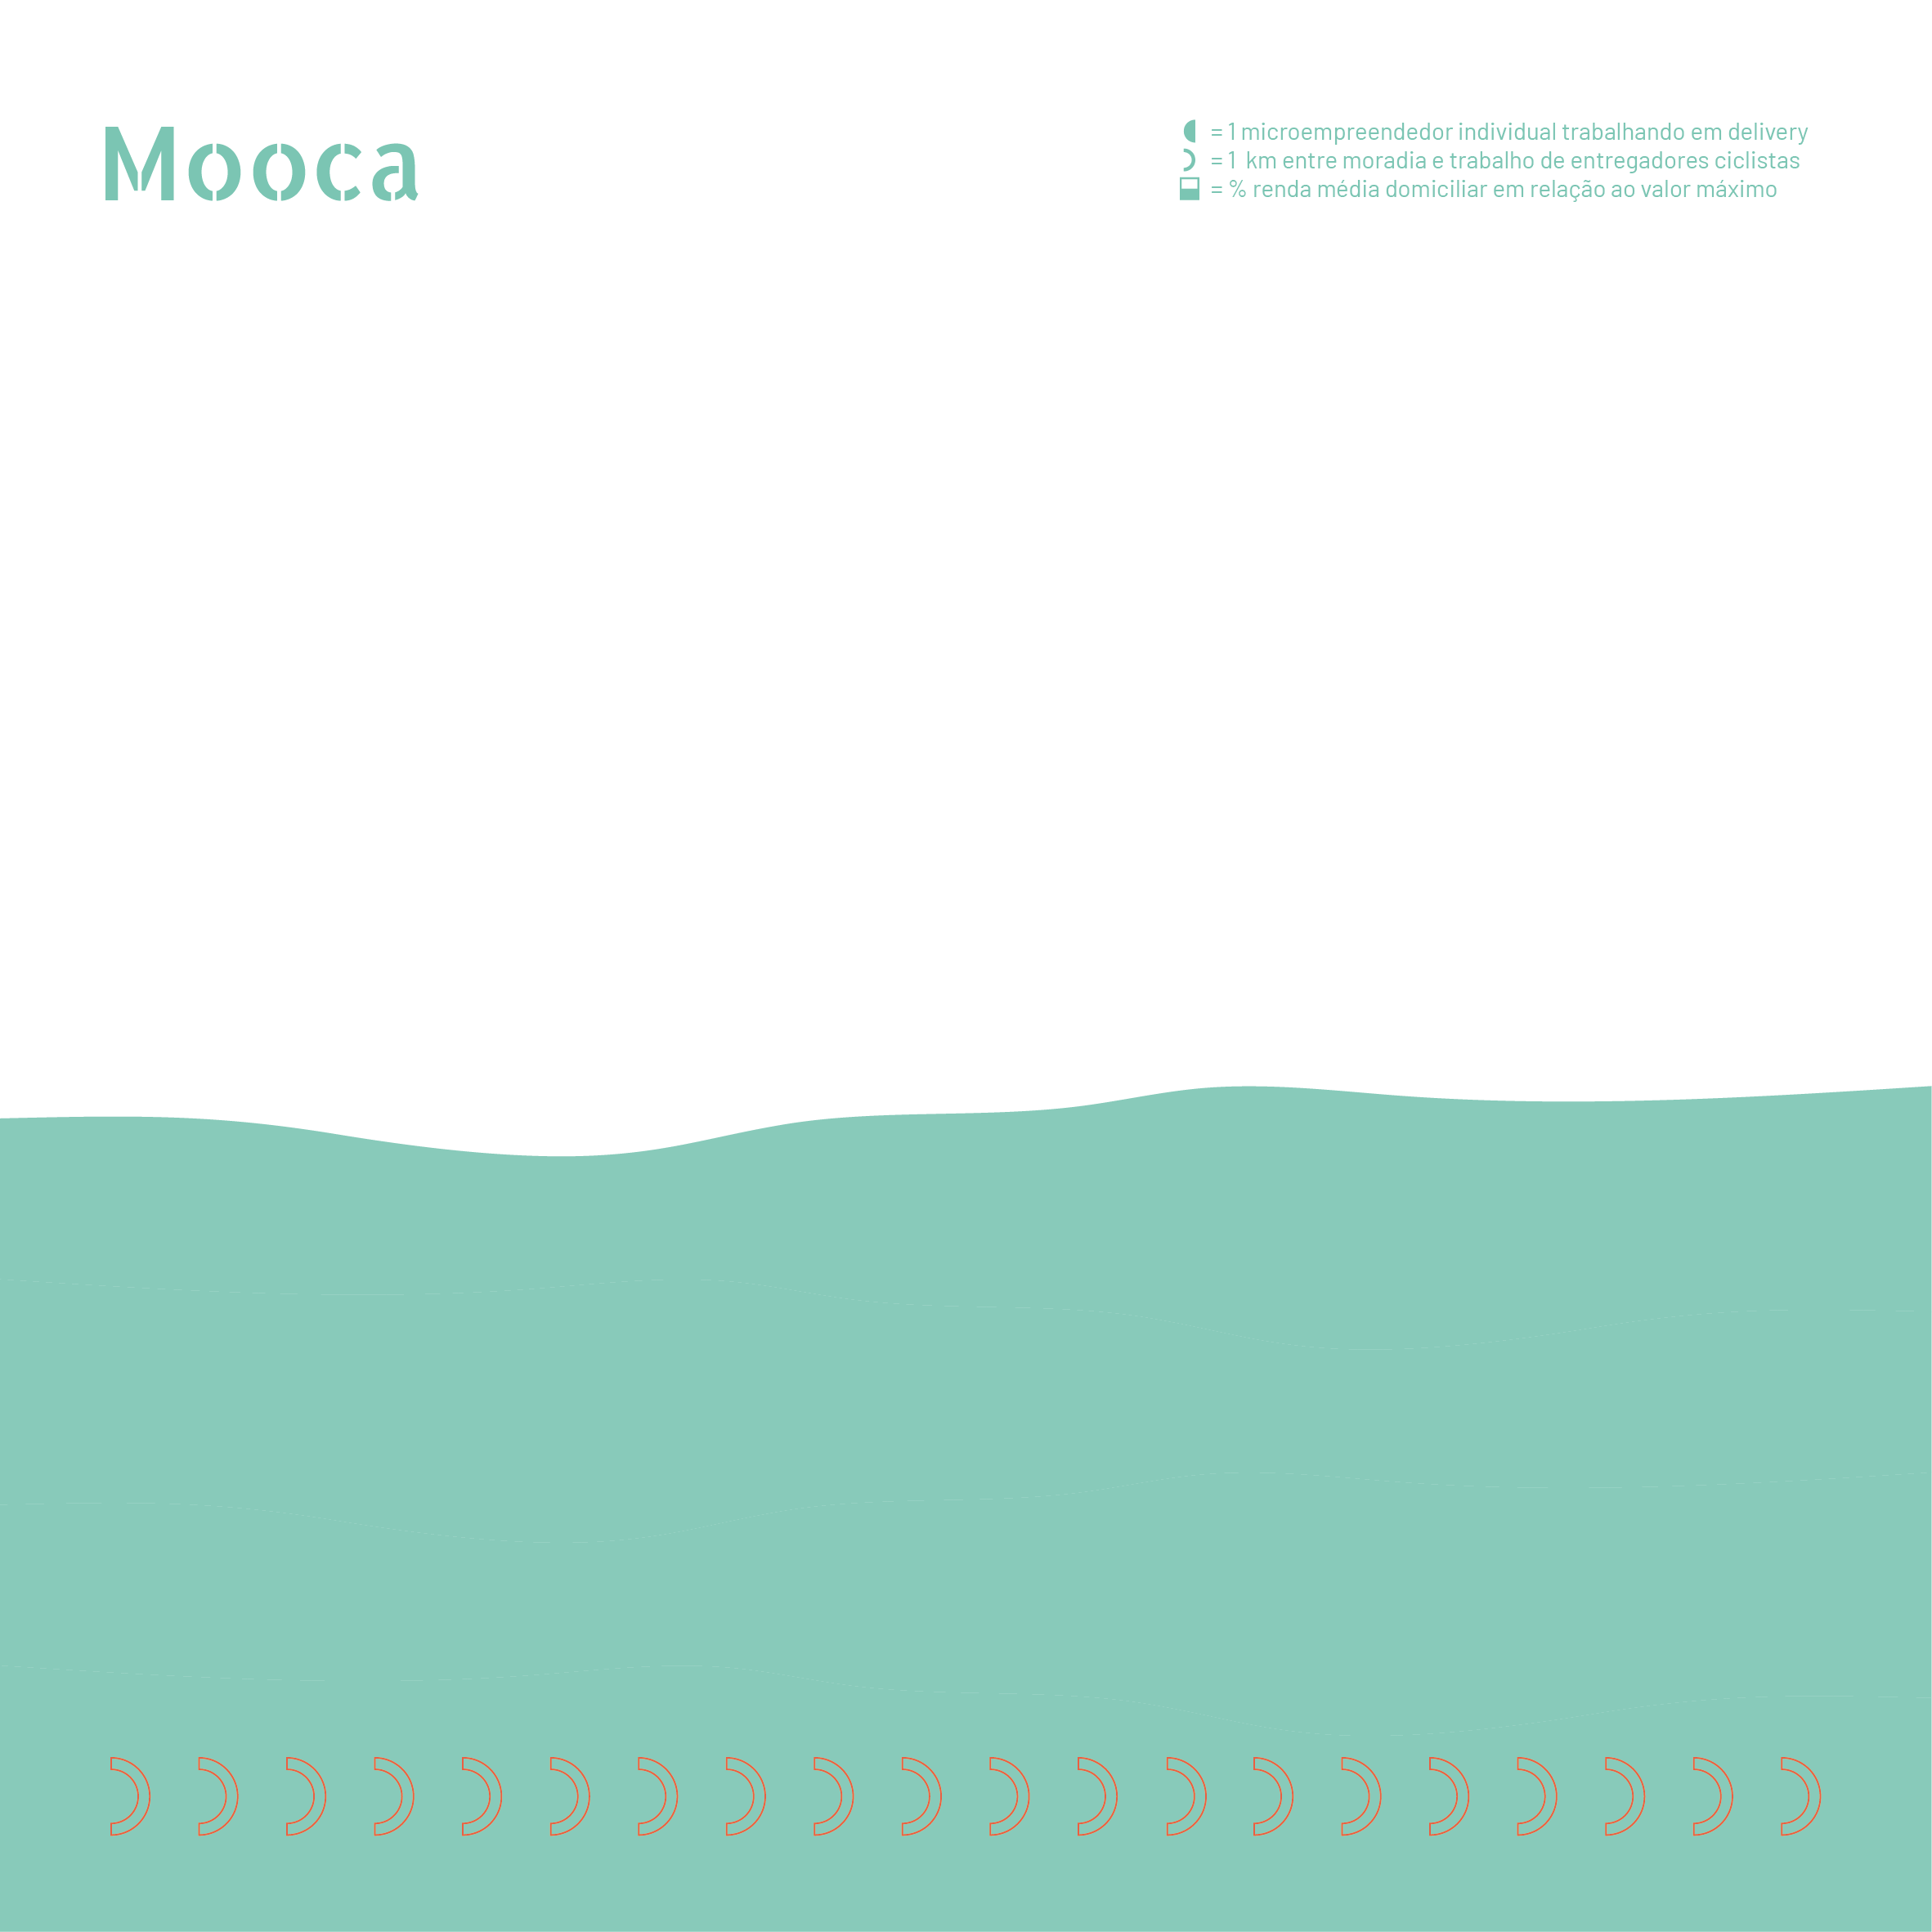 Mooca
= 1 microempreendedor individual trabalhando em delivery
= 1 km entre moradia e trabalho de entregadores ciclistas
= % renda média domiciliar em relação ao valor máximo